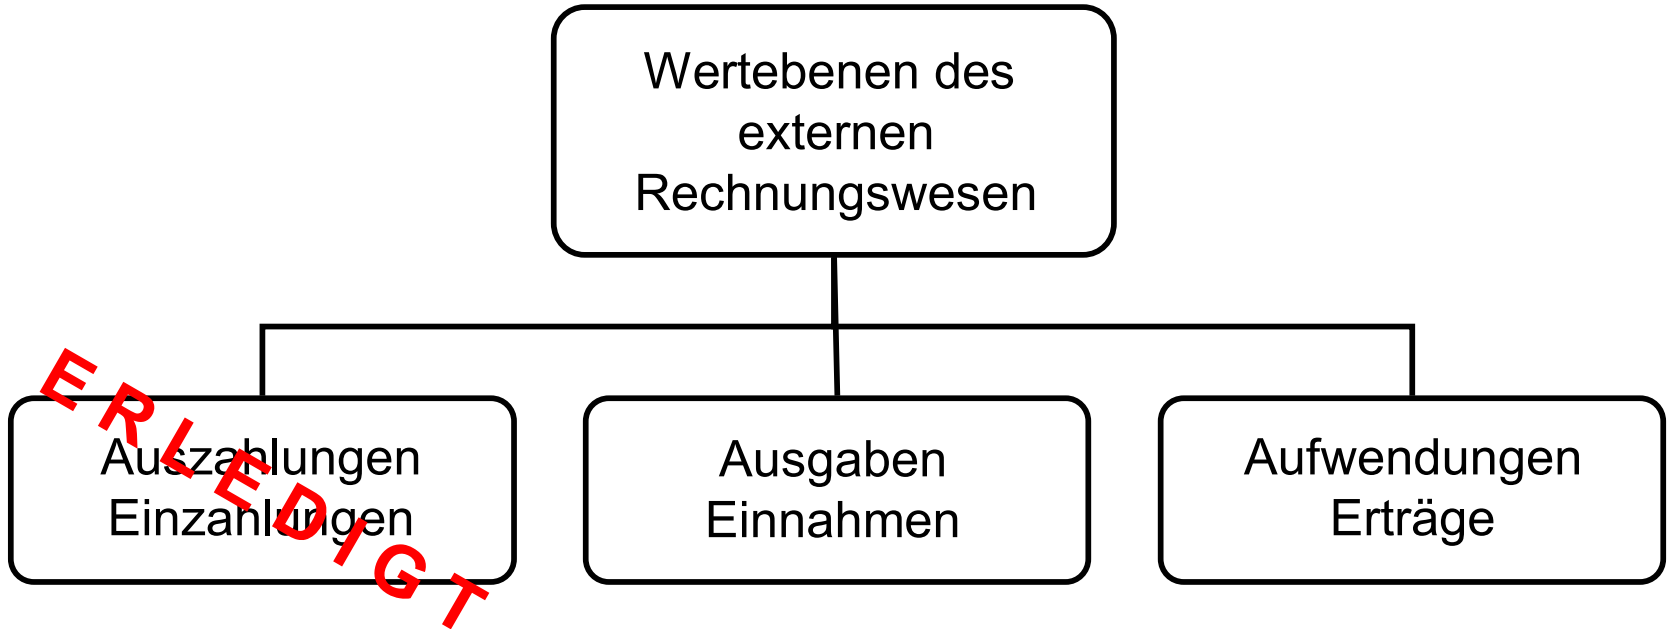 Wertebenen des
externen
Rechnungswesen
Auszahlungen
Einzahlungen
ERLEDIGT
Ausgaben
Einnahmen
Aufwendungen
Erträge